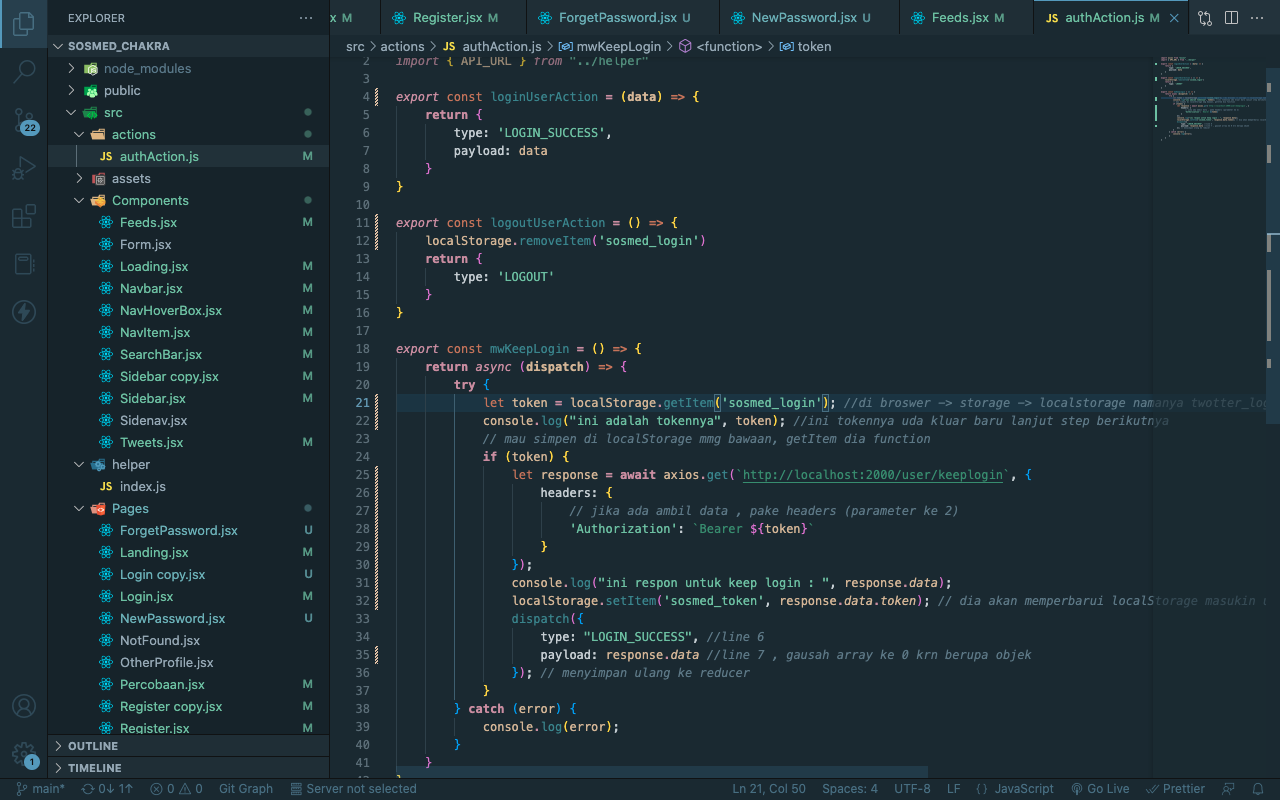 EXPLORER
···
SOSMED_CHAKRA
node_modules
public
src
actions
JS authAction.js M
assets
Components
Feeds.jsx M
Form.jsx
Loading.jsx M
Navbar.jsx M
NavHoverBox.jsx M
NavItem.jsx M
SearchBar.jsx M
Sidebar copy.jsx M
Sidebar.jsx M
Sidenav.jsx
Tweets.jsx M
helper
JS index.js
Pages
ForgetPassword.jsx U
Landing.jsx M
Login copy.jsx U
Login.jsx M
NewPassword.jsx U
NotFound.jsx
OtherProfile.jsx
Percobaan.jsx M
Register copy.jsx M
Register.jsx M
OUTLINE
TIMELINE
22
1
M Register.jsx M ForgetPassword.jsx U NewPassword.jsx U Feeds.jsx M JS authAction.js M ···
src > actions > JS authAction.js > mwKeepLogin > <function> > token
2 import { API_URL } from "../helper"
3
4 export const loginUserAction = (data) => {
5 return {
6 type: 'LOGIN_SUCCESS',
7 payload: data
8 }
9 }
10
11 export const logoutUserAction = () => {
12 localStorage.removeItem('sosmed_login')
13 return {
14 type: 'LOGOUT'
15 }
16 }
17
18 export const mwKeepLogin = () => {
19 return async (dispatch) => {
20 try {
21 let token = localStorage.getItem('sosmed_login'); //di broswer -> storage -> localstorage namanya twotter_log
22 console.log("ini adalah tokennya", token); //ini tokennya uda kluar baru lanjut step berikutnya
23 // mau simpen di localStorage mmg bawaan, getItem dia function
24 if (token) {
25 let response = await axios.get(`http://localhost:2000/user/keeplogin`, {
26 headers: {
27 // jika ada ambil data , pake headers (parameter ke 2)
28 'Authorization': `Bearer ${token}`
29 }
30 });
31 console.log("ini respon untuk keep login : ", response.data);
32 localStorage.setItem('sosmed_token', response.data.token); // dia akan memperbarui localStorage masukin
33 dispatch({
34 type: "LOGIN_SUCCESS", //line 6
35 payload: response.data //line 7 , gausah array ke 0 krn berupa objek
36 }); // menyimpan ulang ke reducer
37 }
38 } catch (error) {
39 console.log(error);
40 }
41 }
main* 0↓ 1↑ 0 0 Git Graph Server not selected Ln 21, Col 50 Spaces: 4 UTF-8 LF {} JavaScript Go Live Prettier